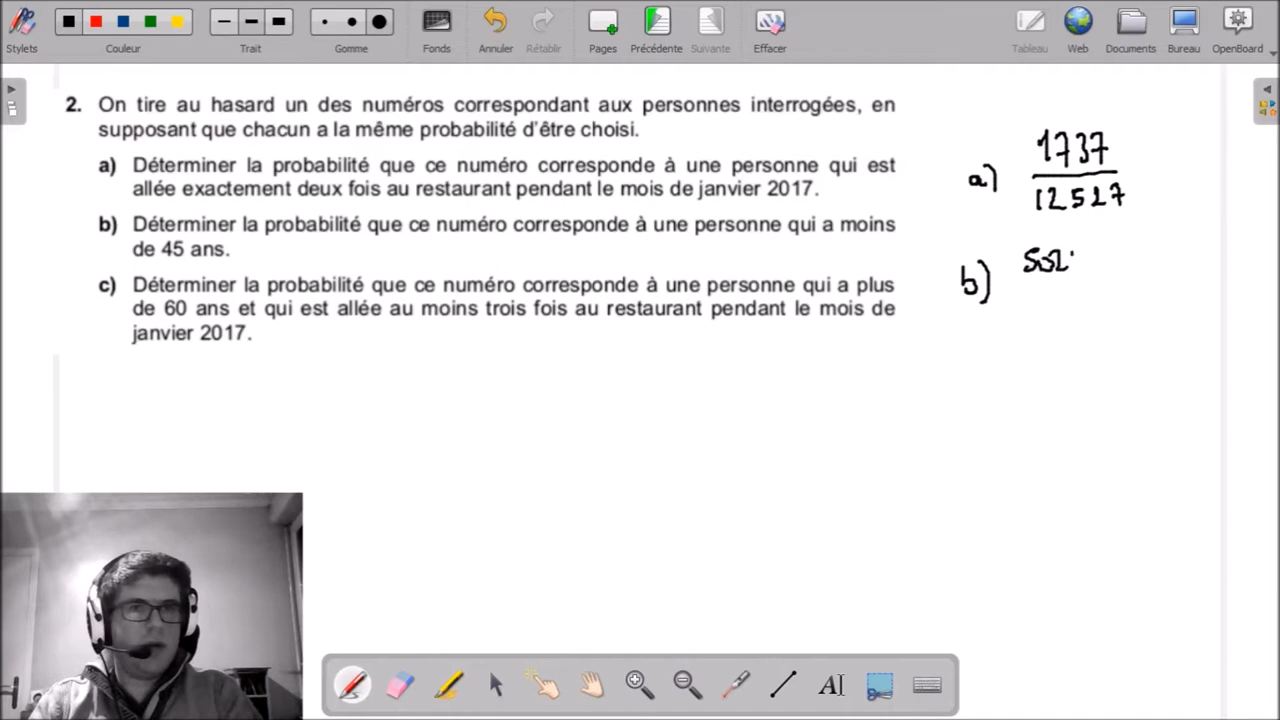 Stylets
Couleur
Trait
Gomme
Fonds
Annuler
Rétablir
Pages
Précédente
Suivante
Effacer
Tableau
Web
Documents
Bureau
OpenBoard
2. On tire au hasard un des numéros correspondant aux personnes interrogées, en
supposant que chacun a la même probabilité d'être choisi.
a) Déterminer la probabilité que ce numéro corresponde à une personne qui est
allée exactement deux fois au restaurant pendant le mois de janvier 2017.
b) Déterminer la probabilité que ce numéro corresponde à une personne qui a moins
de 45 ans.
c) Déterminer la probabilité que ce numéro corresponde à une personne qui a plus
de 60 ans et qui est allée au moins trois fois au restaurant pendant le mois de
janvier 2017.
a) 1737
12527
b)
AI